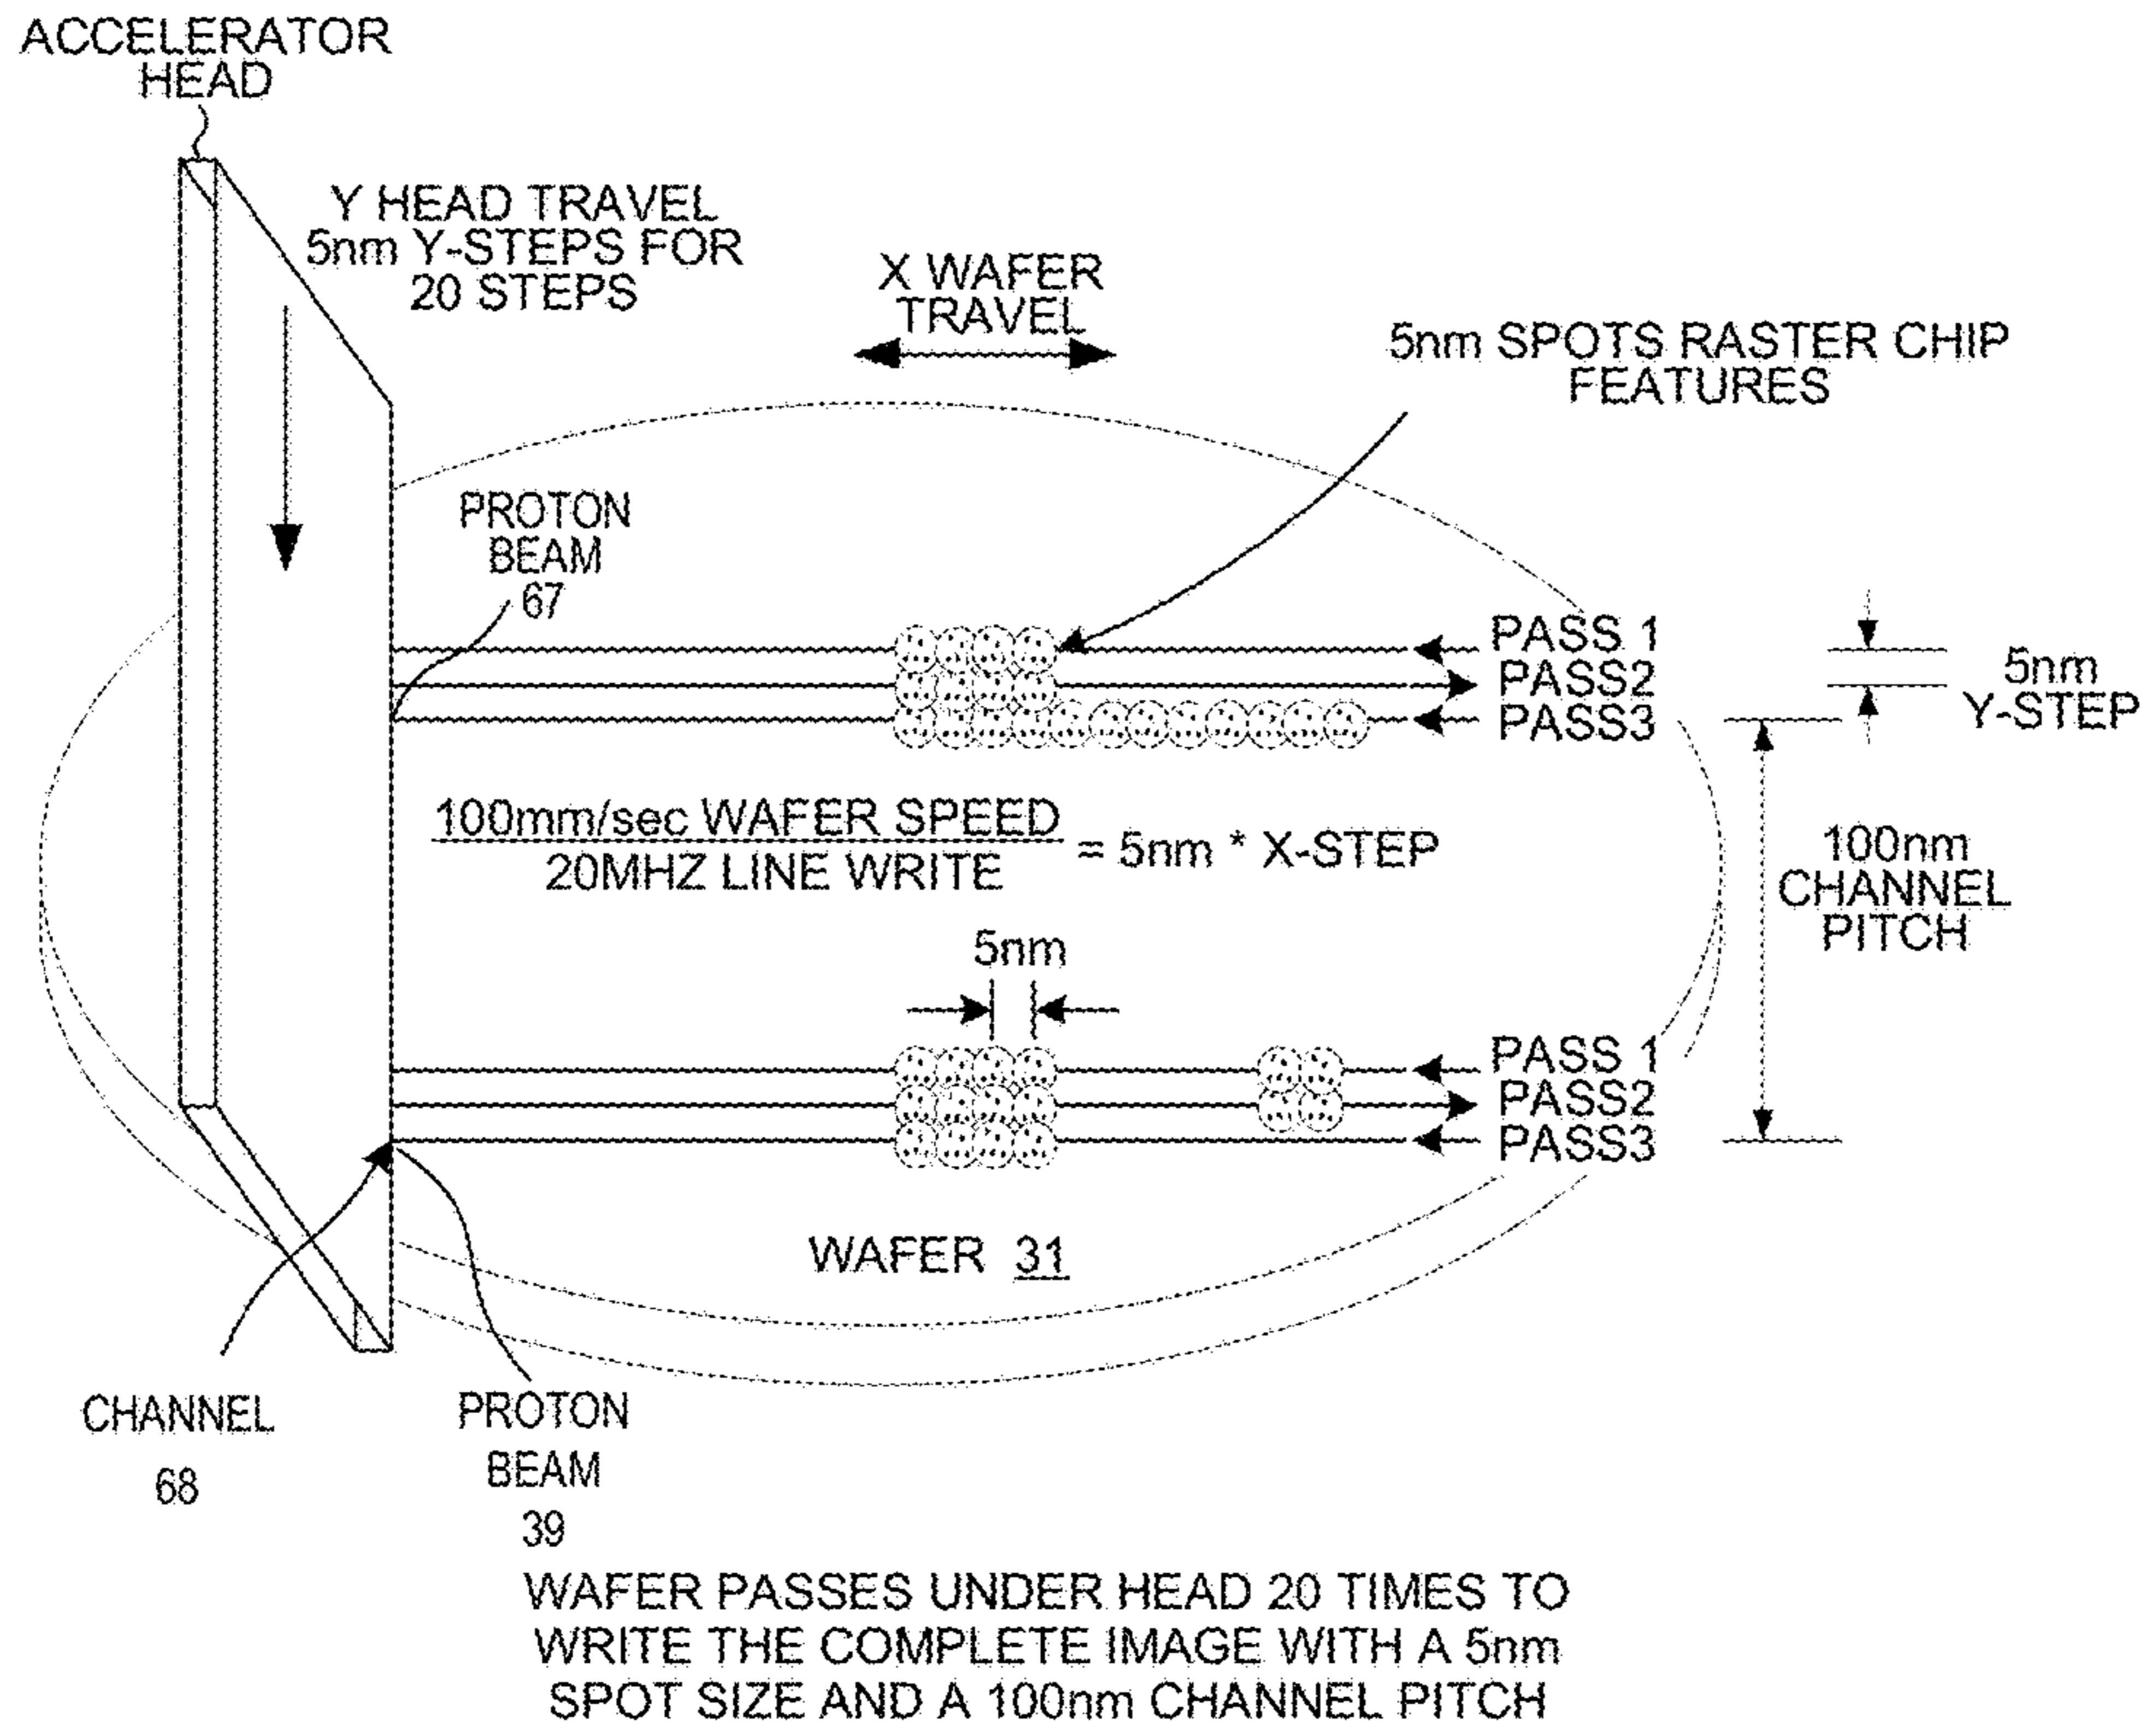 ACCELERATOR
HEAD
Y HEAD TRAVEL
5nm Y-STEPS FOR
20 STEPS
X WAFER
TRAVEL
5nm SPOTS RASTER CHIP
FEATURES
PROTON
BEAM
67
PASS 1
PASS2
PASS3
5nm
Y-STEP
100mm/sec WAFER SPEED
20MHZ LINE WRITE
= 5nm * X-STEP
100nm
CHANNEL
PITCH
5nm
PASS 1
PASS2
PASS3
WAFER 31
CHANNEL
68
PROTON
BEAM
39
WAFER PASSES UNDER HEAD 20 TIMES TO
WRITE THE COMPLETE IMAGE WITH A 5nm
SPOT SIZE AND A 100nm CHANNEL PITCH